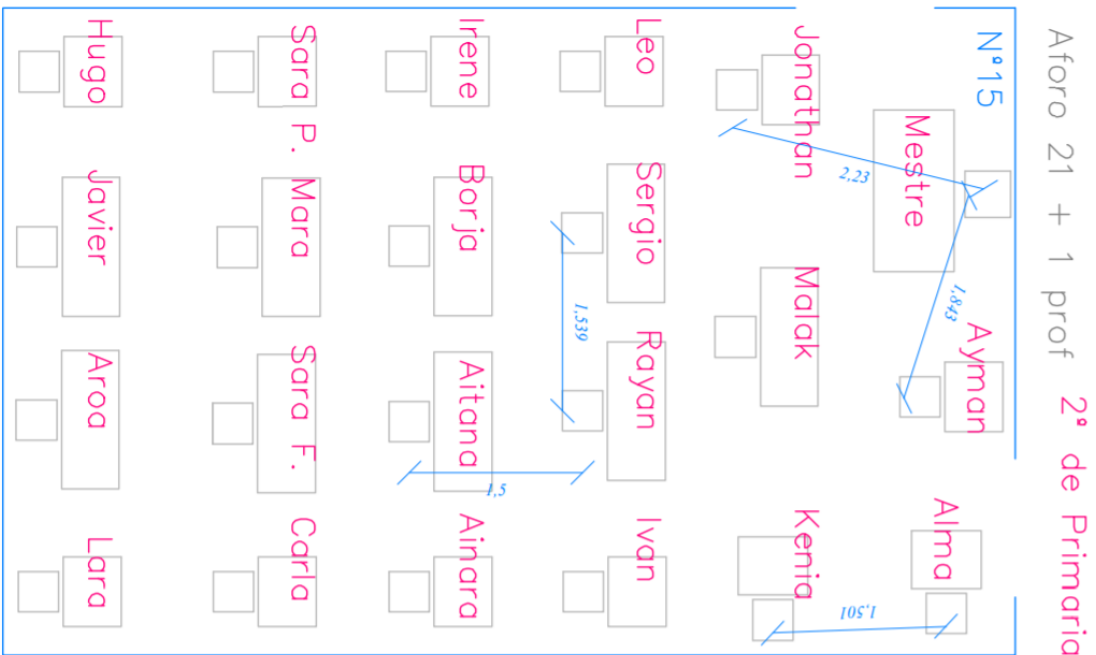 Aforo 21 + 1 prof 2º de Primaria
Nº15
Mestre
Ayman
Alma
Jonathan
Malak
Kenia
Leo
Sergio
Rayan
Ivan
Irene
Borja
Aitana
Ainara
Sara P.
Mara
Sara F.
Carla
Hugo
Javier
Aroa
Lara
2,23
1,843
1,539
1,5
1,501